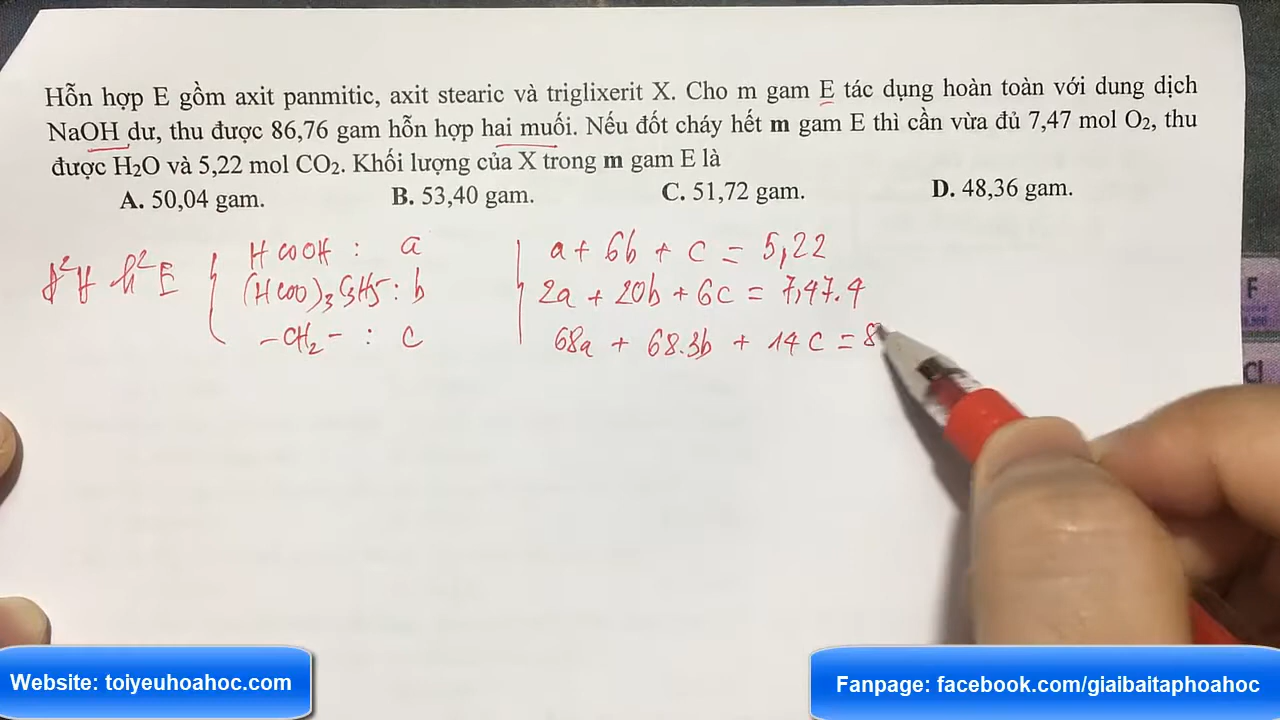 Hỗn hợp E gồm axit panmitic, axit stearic và triglixerit X. Cho m gam E tác dụng hoàn toàn với dung dịch
NaOH dư, thu được 86,76 gam hỗn hợp hai muối. Nếu đốt cháy hết m gam E thì cần vừa đủ 7,47 mol O₂, thu
được H₂O và 5,22 mol CO₂. Khối lượng của X trong m gam E là
A. 50,04 gam. B. 53,40 gam. C. 51,72 gam. D. 48,36 gam.
HCOOH : a
(HCOO)₃C₃H₅ : b
-CH₂- : c
a + 6b + c = 5,22
2a + 20b + 6c = 7,47.4
68a + 68.3b + 14c = 8
F
Cl
Website: toiyeuhoahoc.com
Fanpage: facebook.com/giaibaitaphoahoc